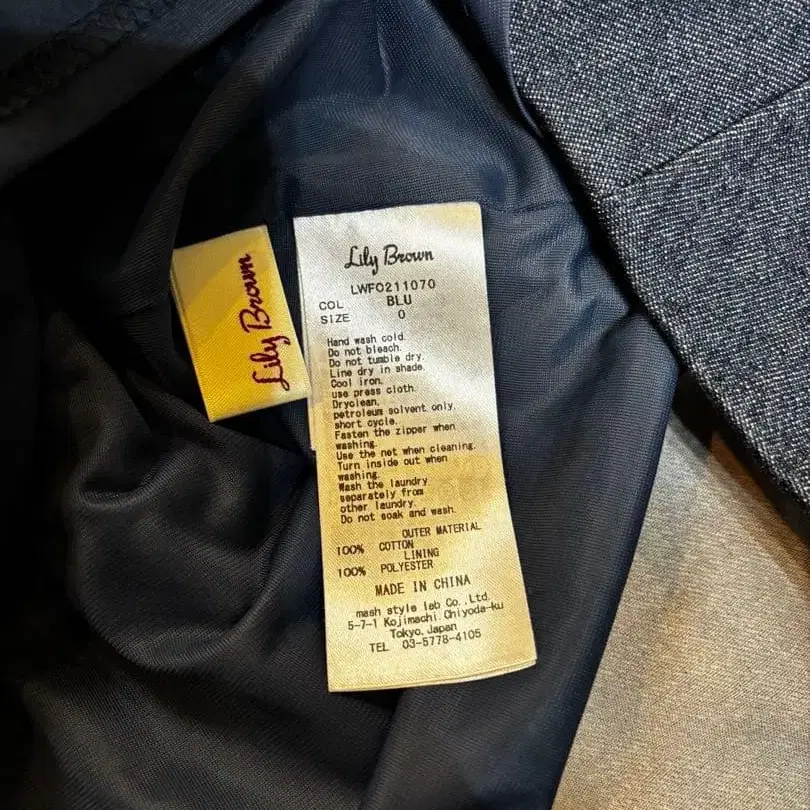 Lily Brown
Lily Brown
LWFO211070
COL BLU
SIZE 0
Hand wash cold.
Do not bleach.
Do not tumble dry.
Line dry in shade.
Cool iron.
use press cloth.
Dryclean,
petroleum solvent only.
short cycle.
Fasten the zipper when
washing.
Use the net when cleaning.
Turn inside out when
washing.
Wash the laundry
separately from
other laundry.
Do not soak and wash.
OUTER MATERIAL
100% COTTON
LINING
100% POLYESTER
MADE IN CHINA
mash style lab Co., Ltd.
5-7-1 Kojimachi Chiyoda-ku
Tokyo, Japan
TEL 03-5778-4105